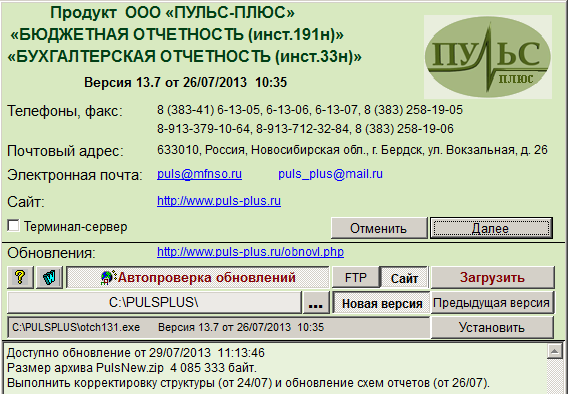 Продукт ООО «ПУЛЬС-ПЛЮС»
«БЮДЖЕТНАЯ ОТЧЕТНОСТЬ (инст.191н)»
«БУХГАЛТЕРСКАЯ ОТЧЕТНОСТЬ (инст.33н)»
ПУЛЬС
ПЛЮС
Версия 13.7 от 26/07/2013 10:35
Телефоны, факс: 8 (383-41) 6-13-05, 6-13-06, 6-13-07, 8 (383) 258-19-05
8-913-379-10-64, 8-913-712-32-84, 8 (383) 258-19-06
Почтовый адрес: 633010, Россия, Новосибирская обл., г. Бердск, ул. Вокзальная, д. 26
Электронная почта: puls@mfnso.ru puls_plus@mail.ru
Сайт: http://www.puls-plus.ru
Терминал-сервер Отменить Далее
Обновления: http://www.puls-plus.ru/obnovl.php
? Автопроверка обновлений FTP Сайт Загрузить
C:\PULSPLUS\ ... Новая версия Предыдущая версия
C:\PULSPLUS\otch131.exe Версия 13.7 от 26/07/2013 10:35 Установить
Доступно обновление от 29/07/2013 11:13:46
Размер архива PulsNew.zip 4 085 333 байт.
Выполнить корректировку структуры (от 24/07) и обновление схем отчетов (от 26/07).